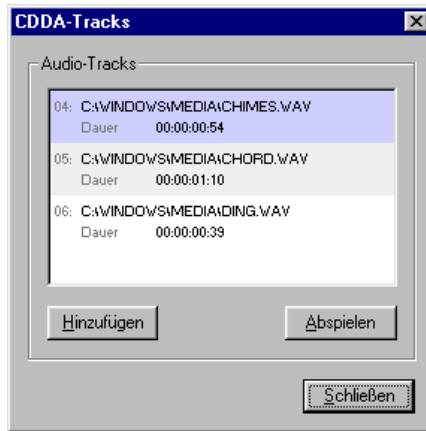 CDDA-Tracks
Audio-Tracks
04: C:\WINDOWS\MEDIA\CHIMES.WAV
Dauer 00:00:00:54
05: C:\WINDOWS\MEDIA\CHORD.WAV
Dauer 00:00:01:10
06: C:\WINDOWS\MEDIA\DING.WAV
Dauer 00:00:00:39
Hinzufügen Abspielen
Schließen